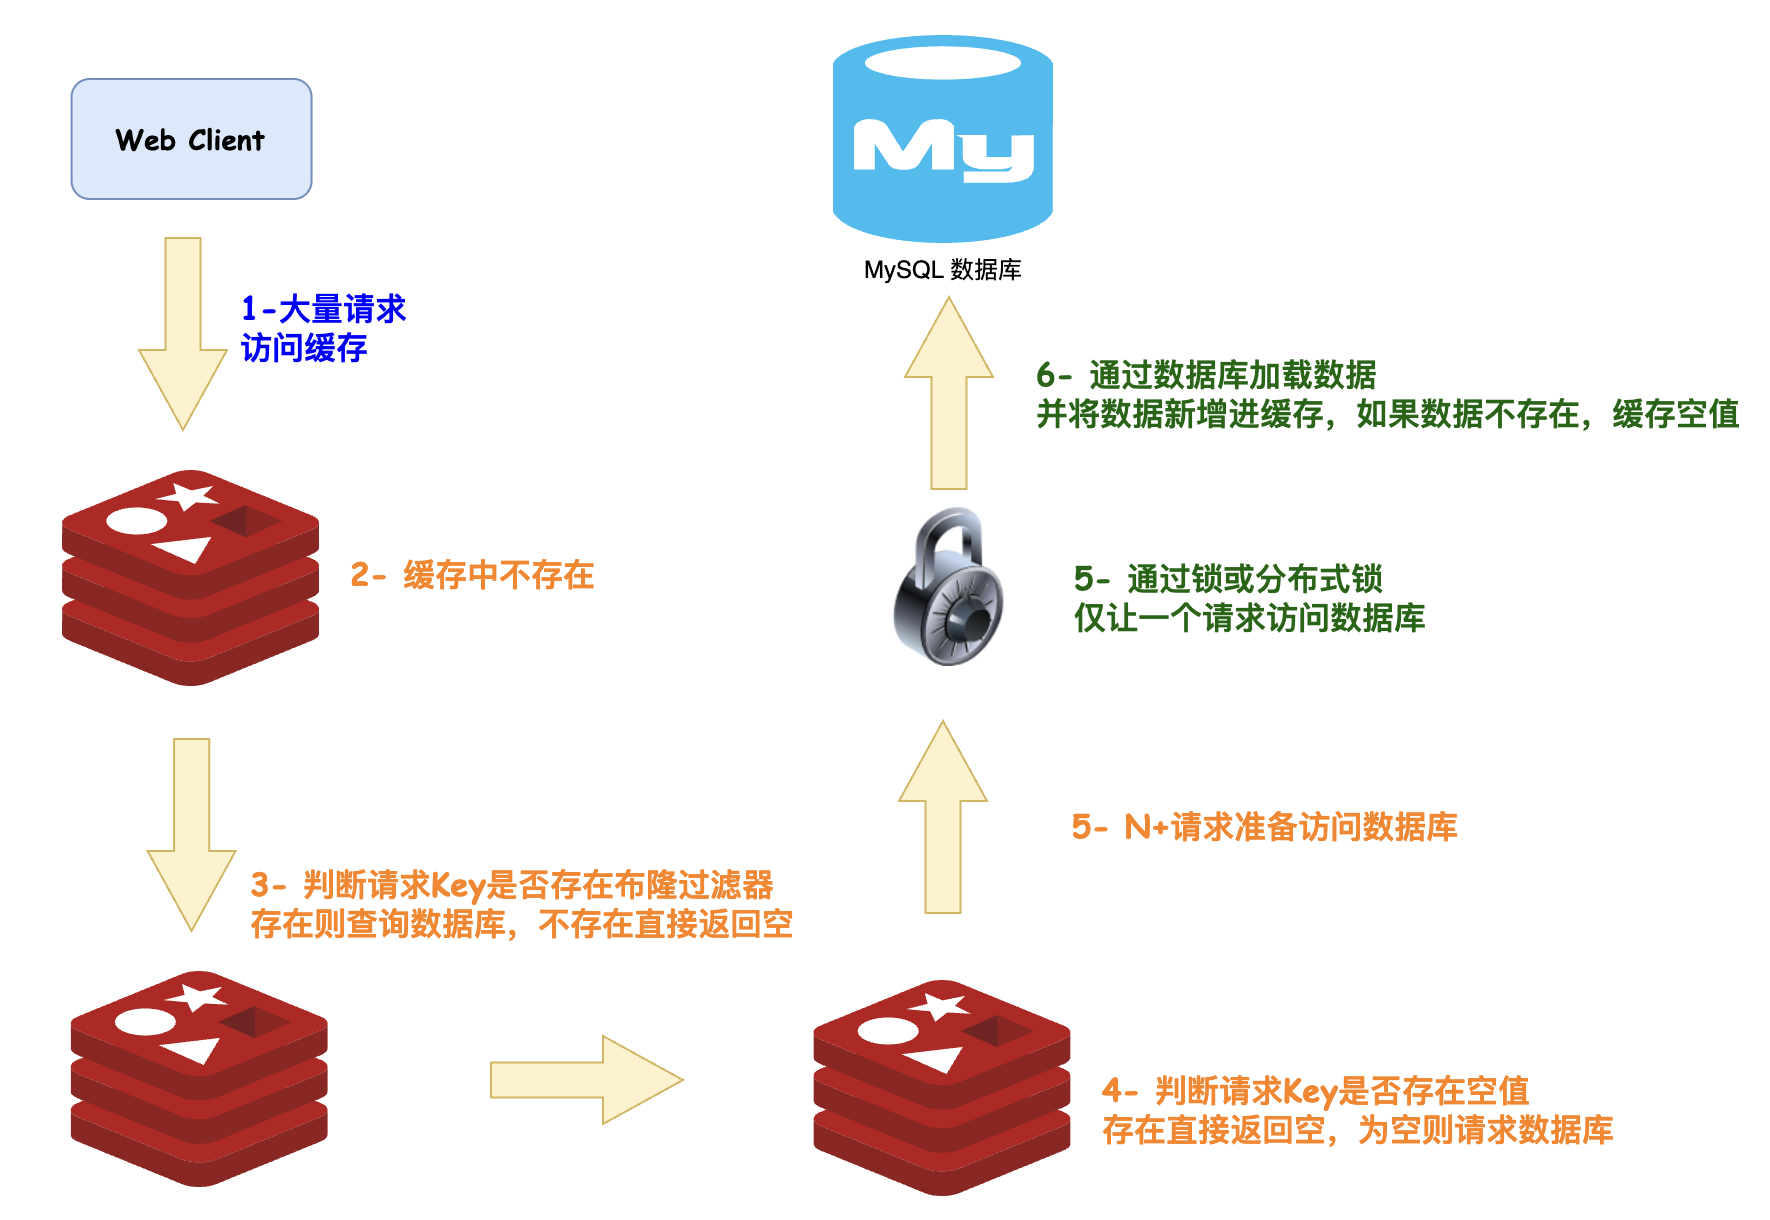 Web Client
1-大量请求
访问缓存
2- 缓存中不存在
3- 判断请求Key是否存在布隆过滤器
存在则查询数据库，不存在直接返回空
4- 判断请求Key是否存在空值
存在直接返回空，为空则请求数据库
5- N+请求准备访问数据库
5- 通过锁或分布式锁
仅让一个请求访问数据库
6- 通过数据库加载数据
并将数据新增进缓存，如果数据不存在，缓存空值
My
MySQL 数据库